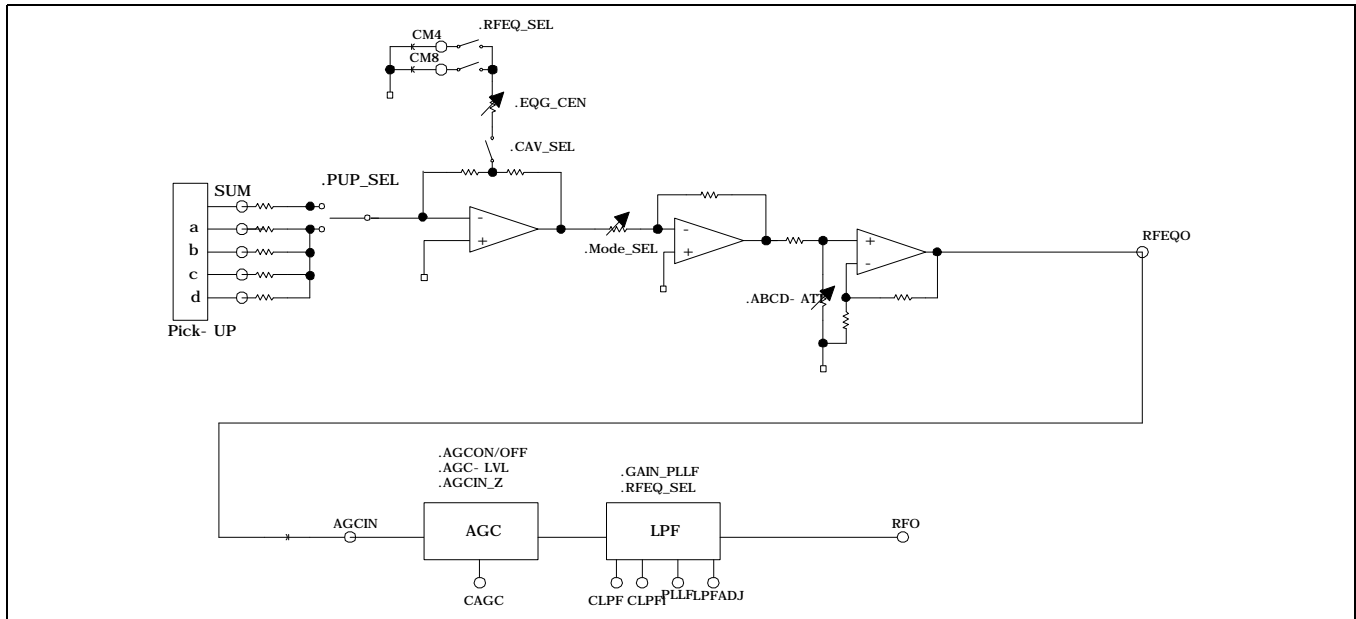 .RFEQ_SEL
CM4
CM8
.EQG_CEN
.CAV_SEL
SUM
.PUP_SEL
a
b
c
d
Pick- UP
-
+
.Mode_SEL
-
+
+
-
.ABCD- ATT
RFEQO
.AGCON/OFF
.AGC- LVL
.AGCIN_Z
.GAIN_PLLF
.RFEQ_SEL
AGCIN
AGC
LPF
RFO
CAGC
CLPF CLPFI PLLF LPFADJ